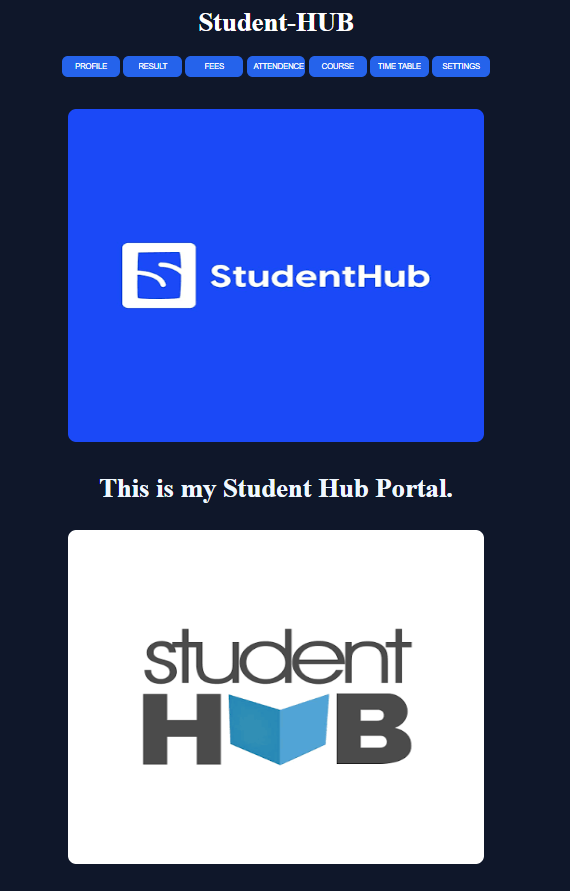 Student-HUB
PROFILE RESULT FEES ATTENDENCE COURSE TIME TABLE SETTINGS
StudentHub
This is my Student Hub Portal.
student
HUB